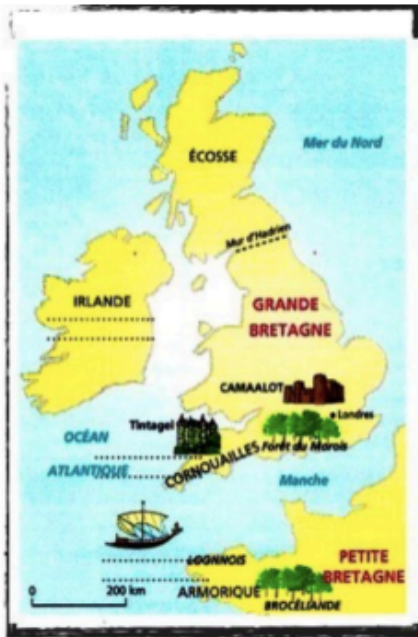 ÉCOSSE
Mer du Nord
Mur d'Hadrien
IRLANDE
GRANDE
BRETAGNE
CAMAALOT
Londres
Tintagel
OCÉAN
ATLANTIQUE
CORNOUAILLES
Forêt du Morois
Manche
LOONNOIS
PETITE
BRETAGNE
ARMORIQUE
BROCÉLIANDE
0 200 km